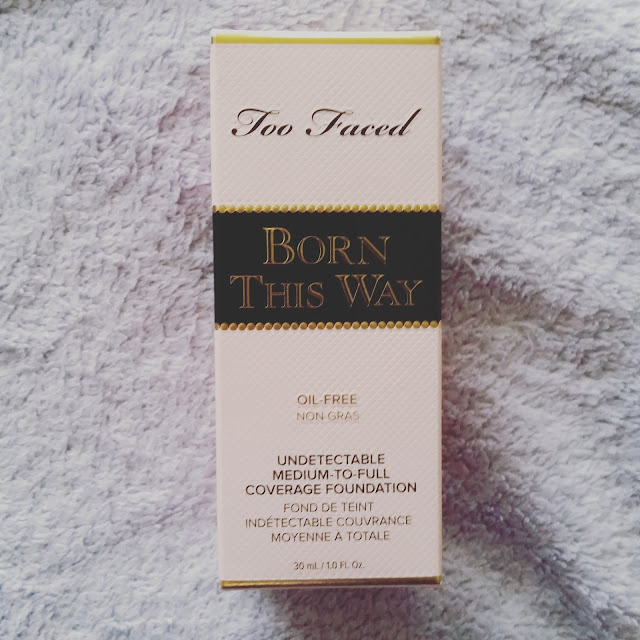 Too Faced
BORN
THIS WAY
OIL-FREE
NON GRAS
UNDETECTABLE
MEDIUM-TO-FULL
COVERAGE FOUNDATION
FOND DE TEINT
INDÉTECTABLE COUVRANCE
MOYENNE À TOTALE
30 mL / 1.0 FL. Oz.